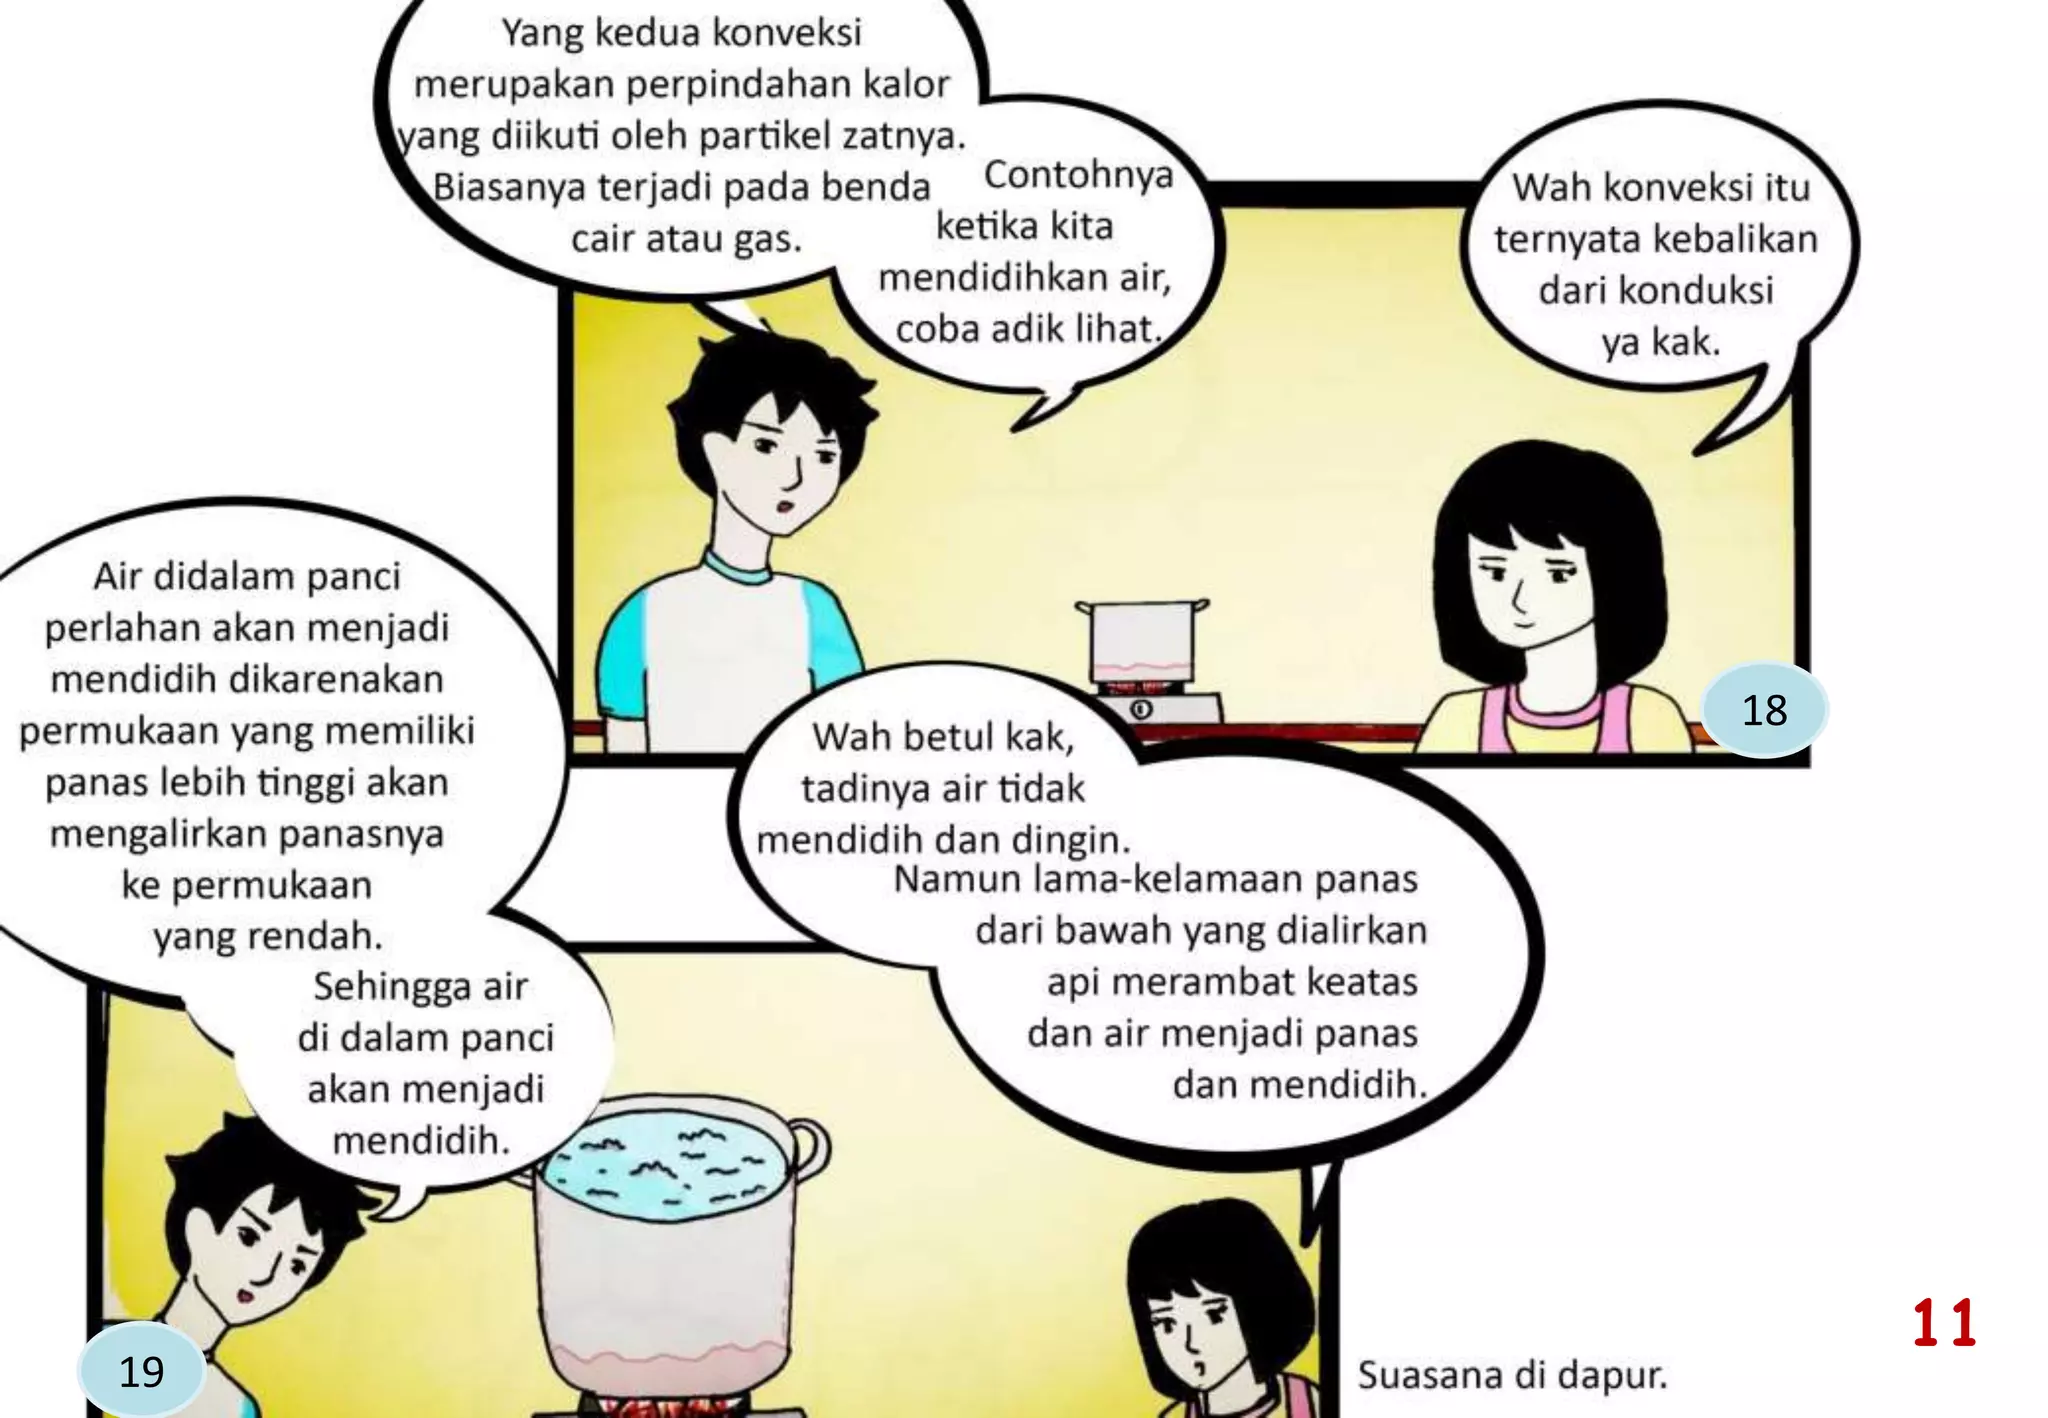 Yang kedua konveksi
merupakan perpindahan kalor
yang diikuti oleh partikel zatnya.
Biasanya terjadi pada benda
cair atau gas.
Contohnya
ketika kita
mendidihkan air,
coba adik lihat.
Wah konveksi itu
ternyata kebalikan
dari konduksi
ya kak.
18
Air didalam panci
perlahan akan menjadi
mendidih dikarenakan
permukaan yang memiliki
panas lebih tinggi akan
mengalirkan panasnya
ke permukaan
yang rendah.
Sehingga air
di dalam panci
akan menjadi
mendidih.
Wah betul kak,
tadinya air tidak
mendidih dan dingin.
Namun lama-kelamaan panas
dari bawah yang dialirkan
api merambat keatas
dan air menjadi panas
dan mendidih.
19
Suasana di dapur.
11